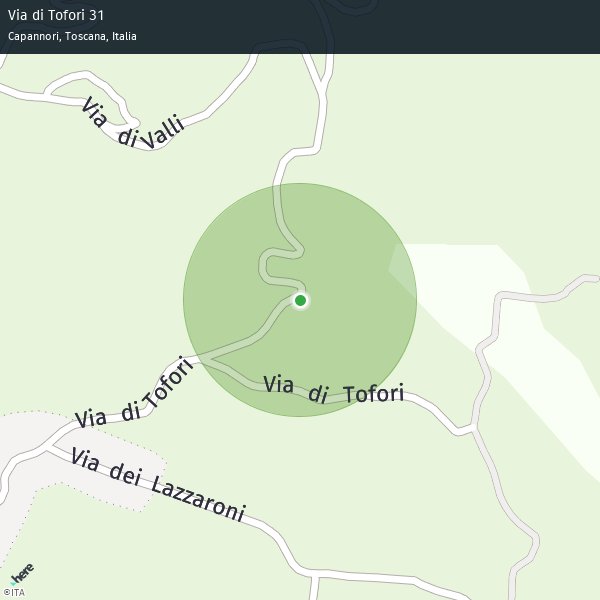 Via di Tofori 31
Capannori, Toscana, Italia
Via di Valli
Via di Tofori
Via di Tofori
Via dei Lazzaroni
here
©ITA